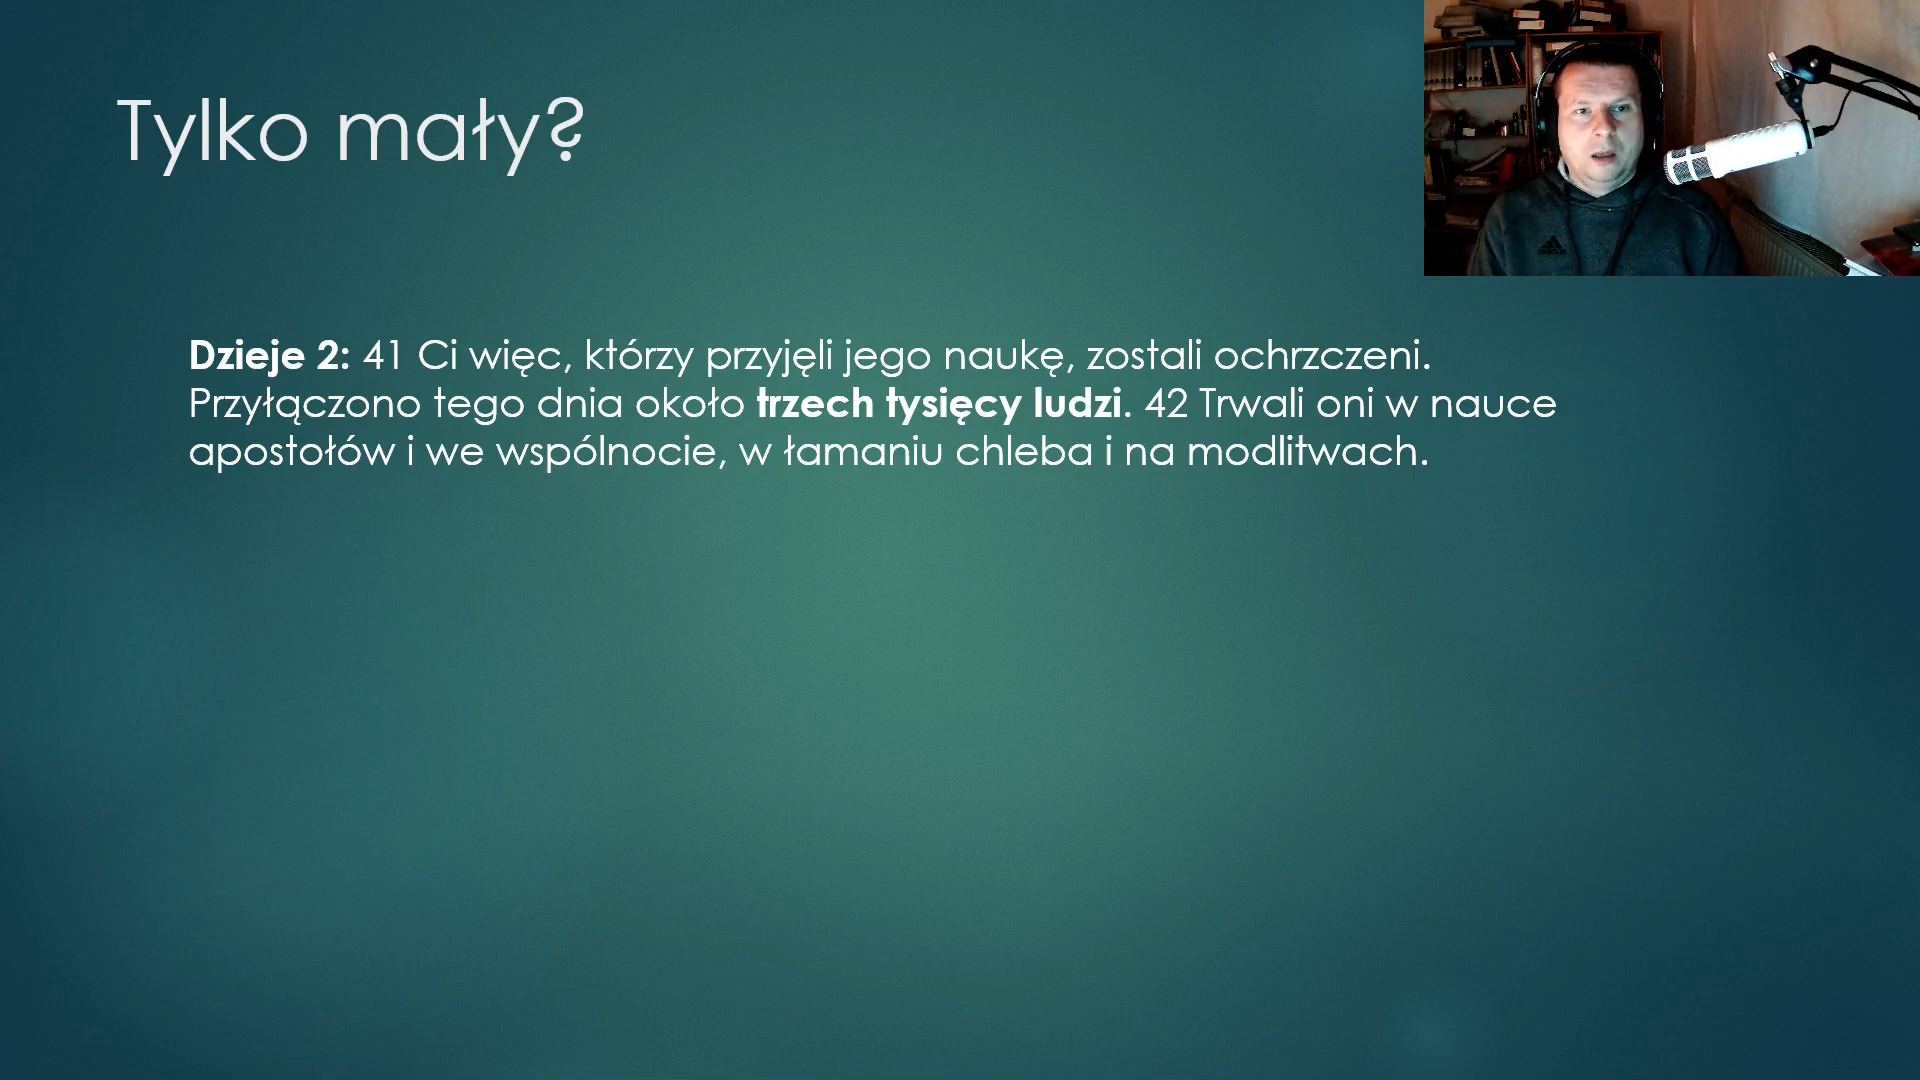 Tylko mały?
Dzieje 2: 41 Ci więc, którzy przyjęli jego naukę, zostali ochrzczeni.
Przyłączono tego dnia około trzech tysięcy ludzi. 42 Trwali oni w nauce
apostołów i we wspólnocie, w łamaniu chleba i na modlitwach.